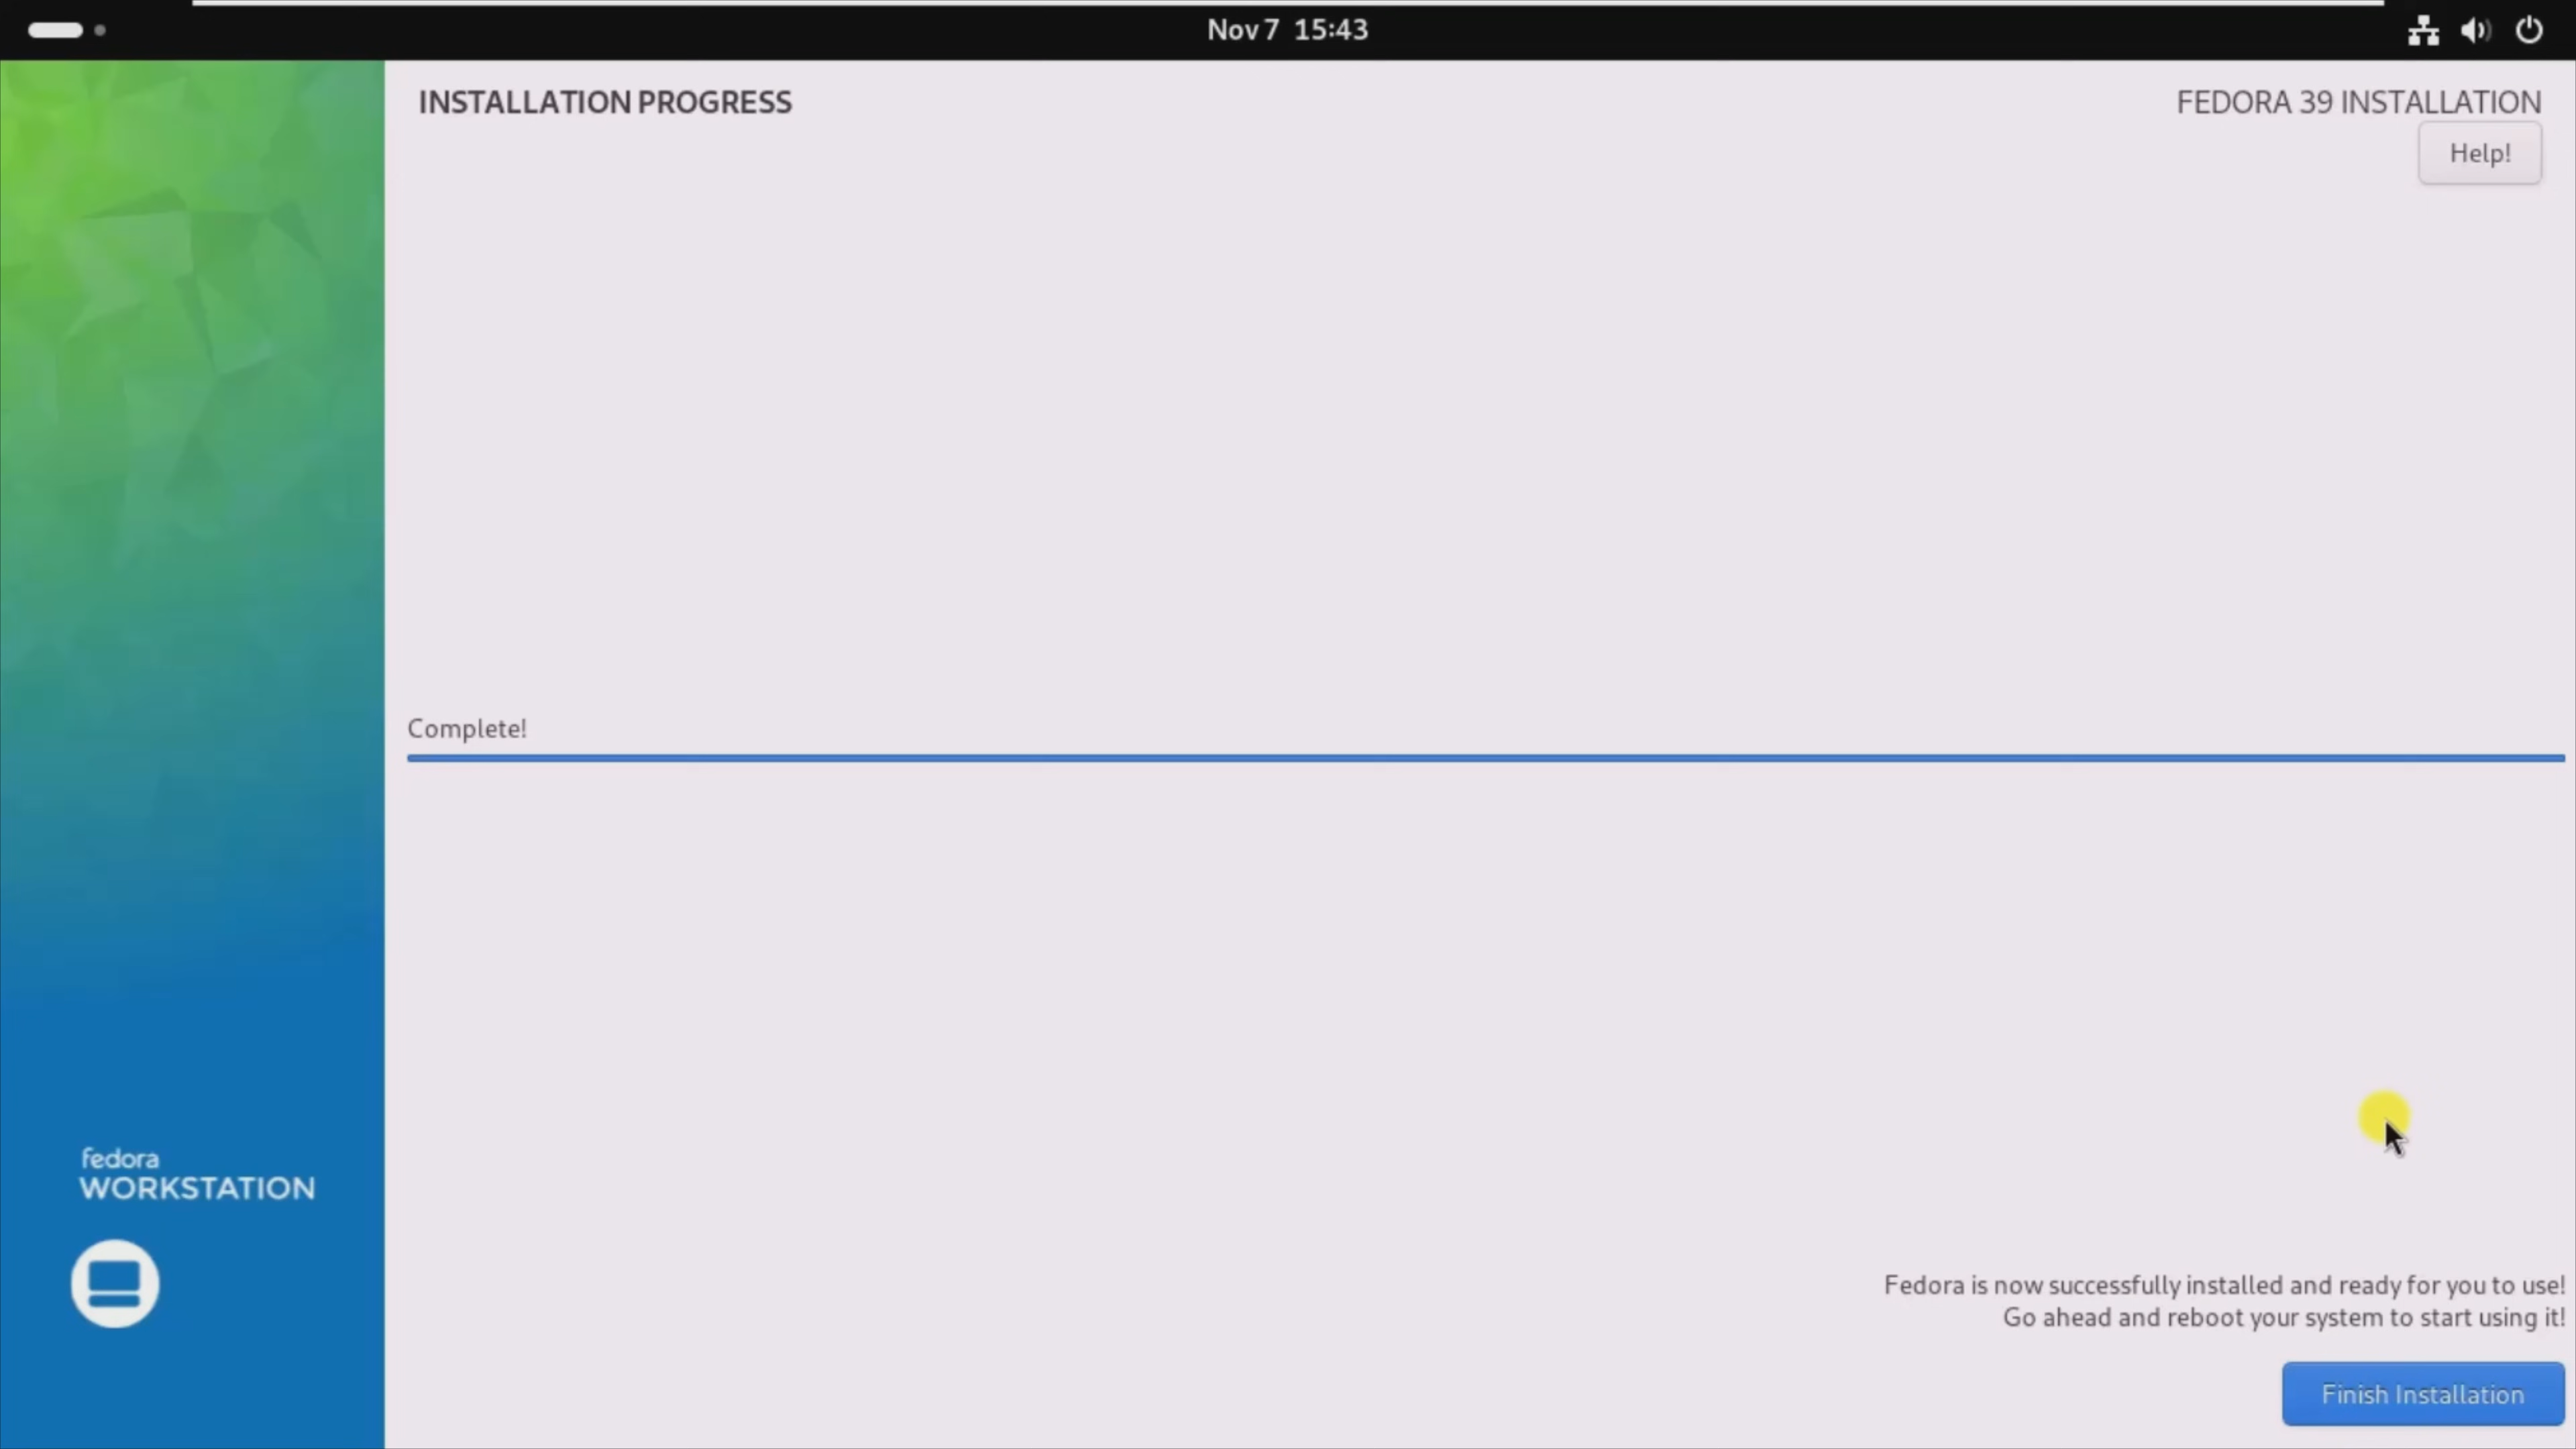 Nov 7 15:43
INSTALLATION PROGRESS
FEDORA 39 INSTALLATION
Help!
Complete!
fedora
WORKSTATION
Fedora is now successfully installed and ready for you to use!
Go ahead and reboot your system to start using it!
Finish Installation